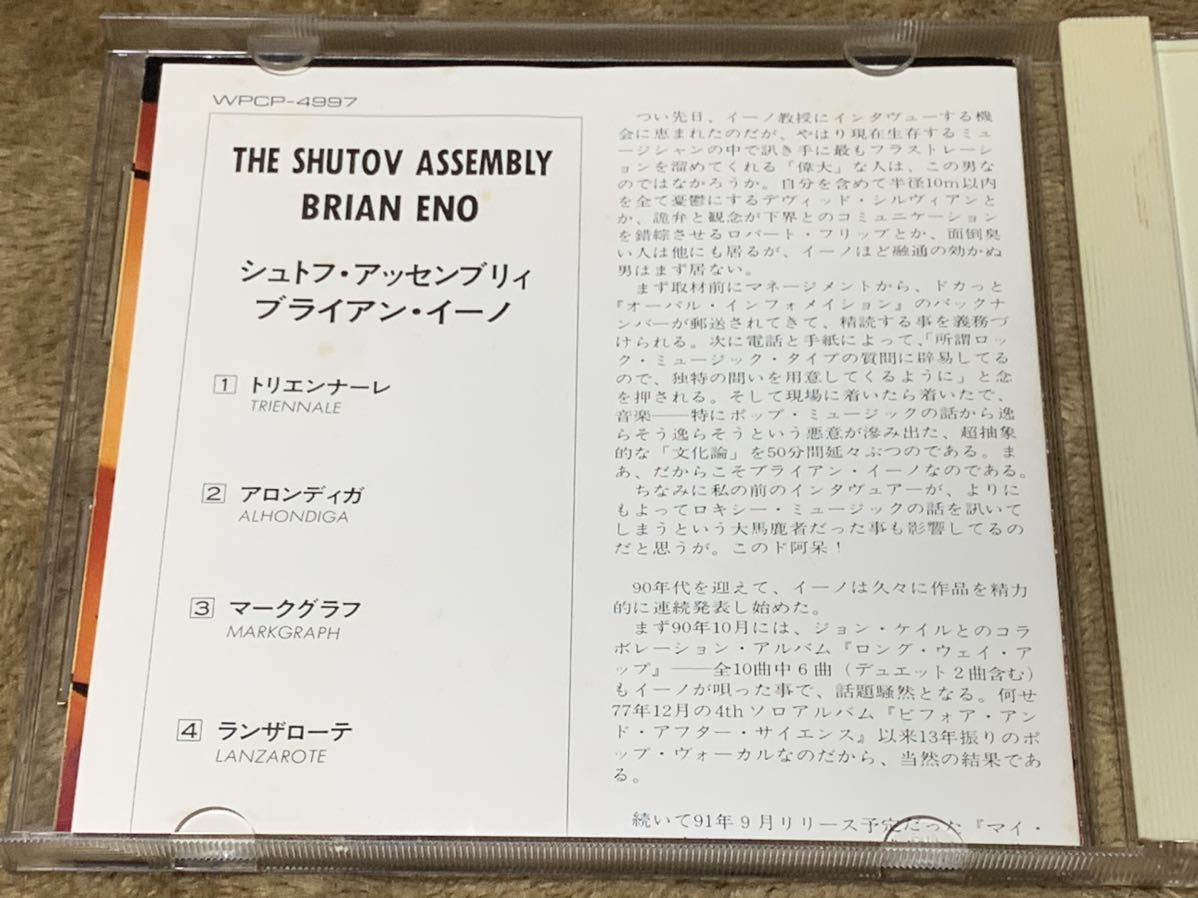 WPCP-4997
THE SHUTOV ASSEMBLY
BRIAN ENO
シュトフ・アッセンブリィ
ブライアン・イーノ
1 トリエンナーレ
TRIENNALE
2 アロンディガ
ALHONDIGA
3 マークグラフ
MARKGRAPH
4 ランザローテ
LANZAROTE
つい先日、イーノ教授にインタヴューする機
会に恵まれたのだが、やはり現在生存するミュ
ージシャンの中で訊き手に最もフラストレーシ
ョンを溜めてくれる「偉大」な人は、この男な
のではなかろうか。自分を含めて半径10m以内
を全て憂鬱にするデヴィッド・シルヴィアンと
か、詭弁と観念が下界とのコミュニケーション
を錯綜させるロバート・フリップとか、面倒臭
い人は他にも居るが、イーノほど融通の効かぬ
男はまず居ない。
まず取材前にマネージメントから、ドカっと
『オーパル・インフォメイション』のバックナ
ンバーが郵送されてきて、精読する事を義務づ
けられる。次に電話と手紙によって、「所謂ロッ
ク・ミュージック・タイプの質問に辟易してる
ので、独特の問いを用意してくるように」と念
を押される。そして現場に着いたら着いたで、
音楽──特にポップ・ミュージックの話から逸
らそう逸らそうという悪意が滲み出た、超抽象
的な「文化論」を50分間延々ぶつのである。ま
あ、だからこそブライアン・イーノなのである。
ちなみに私の前のインタヴュアーが、よりに
もよってロキシー・ミュージックの話を訊いて
しまうという大馬鹿者だった事も影響してるの
だと思うが。このド阿呆！
90年代を迎えて、イーノは久々に作品を精力
的に連続発表し始めた。
まず90年10月には、ジョン・ケイルとのコラ
ボレーション・アルバム『ロング・ウェイ・ア
ップ』──全10曲中6曲（デュエット2曲含む）
もイーノが唄った事で、話題騒然となる。何せ
77年12月の4thソロアルバム『ビフォア・アン
ド・アフター・サイエンス』以来13年振りのポ
ップ・ヴォーカルなのだから、当然の結果であ
る。
続いて91年9月リリース予定だった『マイ・